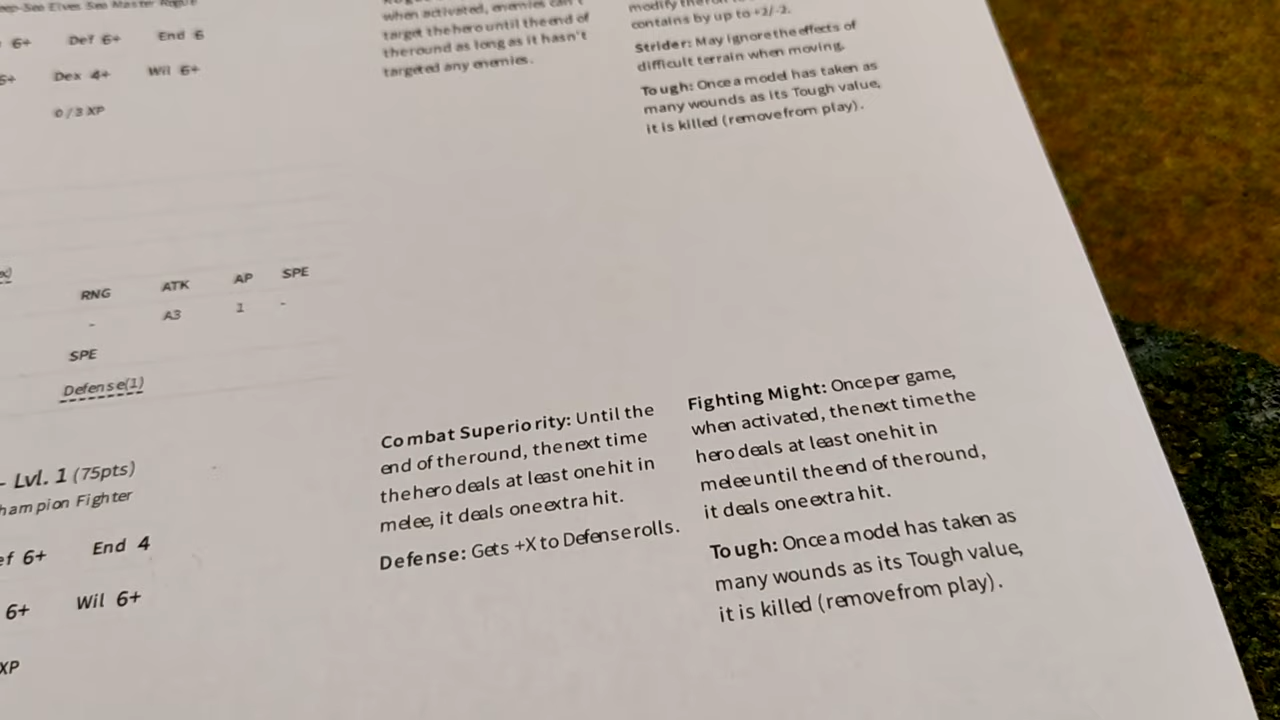 Sea Elves Sea Master Rogue
6+ Def 6+ End 6
6+ Dex 4+ Wil 6+
0 / 3 XP
when activated, enemies can't
target the hero until the end of
the round as long as it hasn't
targeted any enemies.
contains by up to +2/-2.
Strider: May ignore the effects of
difficult terrain when moving.
Tough: Once a model has taken as
many wounds as its Tough value,
it is killed (remove from play).
RNG ATK AP SPE
- A3 1 -
SPE
Defense(1)
- Lvl. 1 (75pts)
hampion Fighter
ef 6+ End 4
6+ Wil 6+
XP
Combat Superiority: Until the
end of the round, the next time
the hero deals at least one hit in
melee, it deals one extra hit.
Defense: Gets +X to Defense rolls.
Fighting Might: Once per game,
when activated, the next time the
hero deals at least one hit in
melee until the end of the round,
it deals one extra hit.
Tough: Once a model has taken as
many wounds as its Tough value,
it is killed (remove from play).